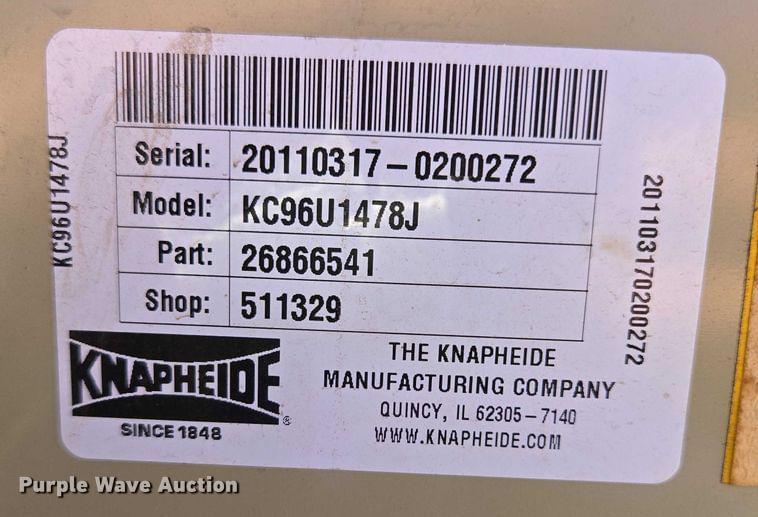 Serial: 20110317-0200272
Model: KC96U1478J
Part: 26866541
Shop: 511329
KC96U1478J
201103170200272
KNAPHEIDE®
SINCE 1848
THE KNAPHEIDE
MANUFACTURING COMPANY
QUINCY, IL 62305-7140
WWW.KNAPHEIDE.COM
Purple Wave Auction